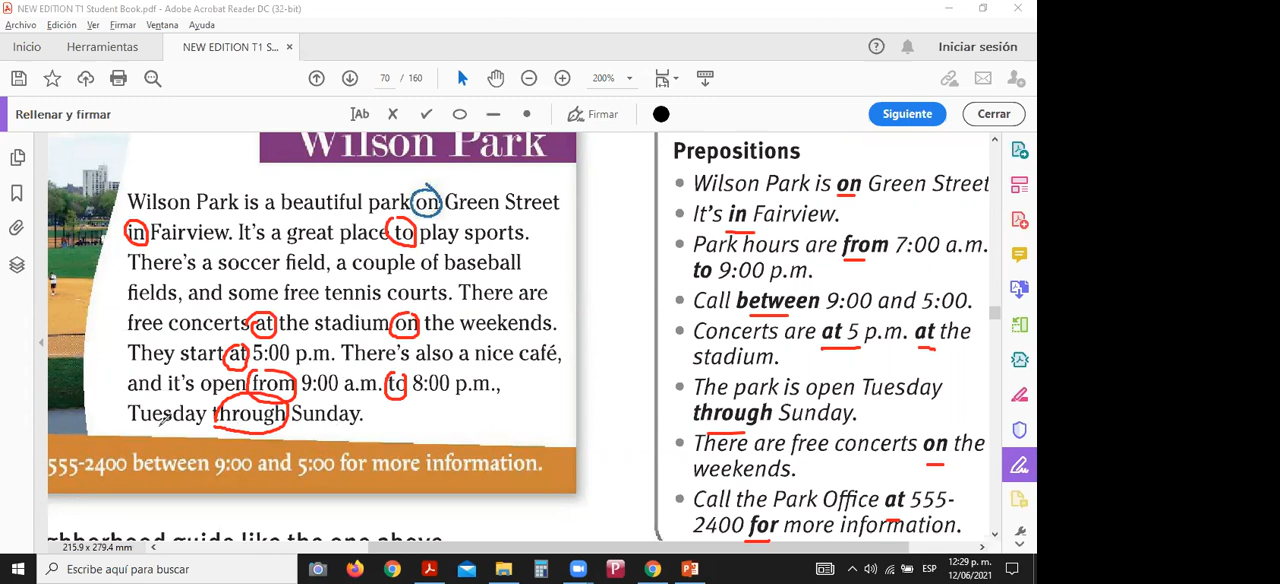 NEW EDITION T1 Student Book.pdf - Adobe Acrobat Reader DC (32-bit)
Archivo Edición Ver Firmar Ventana Ayuda
Inicio Herramientas NEW EDITION T1 S... × Iniciar sesión
70 / 160 200%
Rellenar y firmar Ab Firmar Siguiente Cerrar
Wilson Park
Wilson Park is a beautiful park on Green Street
in Fairview. It's a great place to play sports.
There's a soccer field, a couple of baseball
fields, and some free tennis courts. There are
free concerts at the stadium on the weekends.
They start at 5:00 p.m. There's also a nice café,
and it's open from 9:00 a.m. to 8:00 p.m.,
Tuesday through Sunday.
555-2400 between 9:00 and 5:00 for more information.
ghborhood guide like the one above
Prepositions
• Wilson Park is on Green Street
• It's in Fairview.
• Park hours are from 7:00 a.m.
to 9:00 p.m.
• Call between 9:00 and 5:00.
• Concerts are at 5 p.m. at the
stadium.
• The park is open Tuesday
through Sunday.
• There are free concerts on the
weekends.
• Call the Park Office at 555-
2400 for more information.
215.9 x 279.4 mm
Escribe aquí para buscar
ESP
12:29 p. m.
12/06/2021